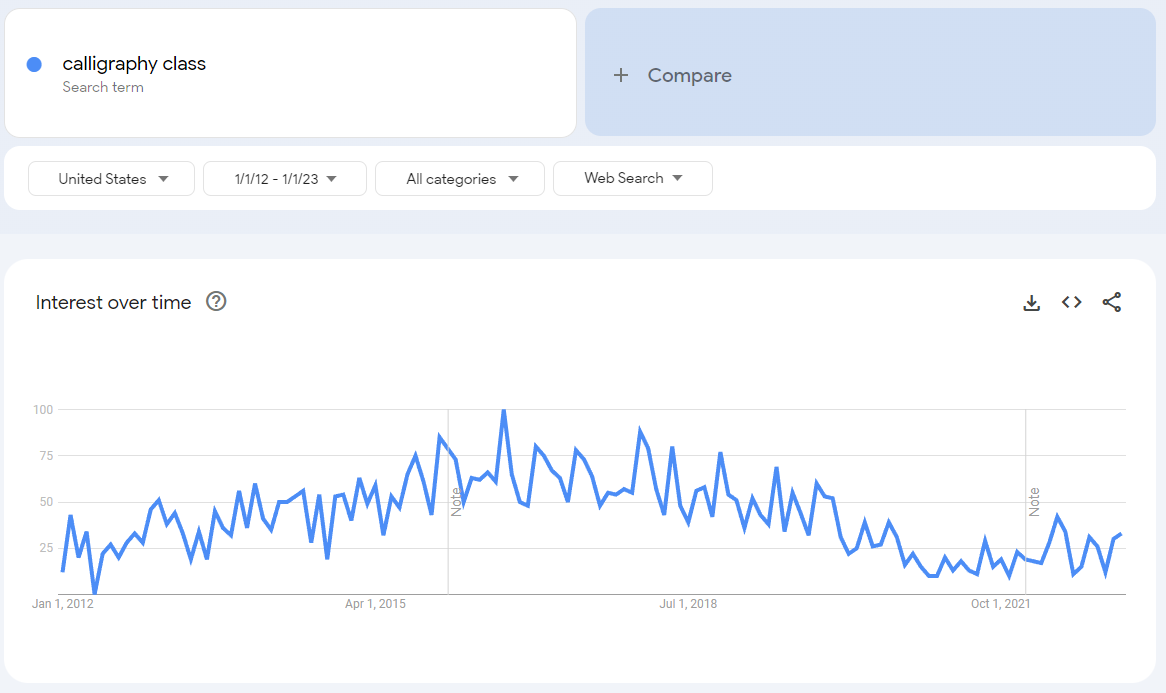 calligraphy class
Search term
+ Compare
United States
1/1/12 - 1/1/23
All categories
Web Search
Interest over time ?
100
75
50
25
Note
Note
Jan 1, 2012
Apr 1, 2015
Jul 1, 2018
Oct 1, 2021